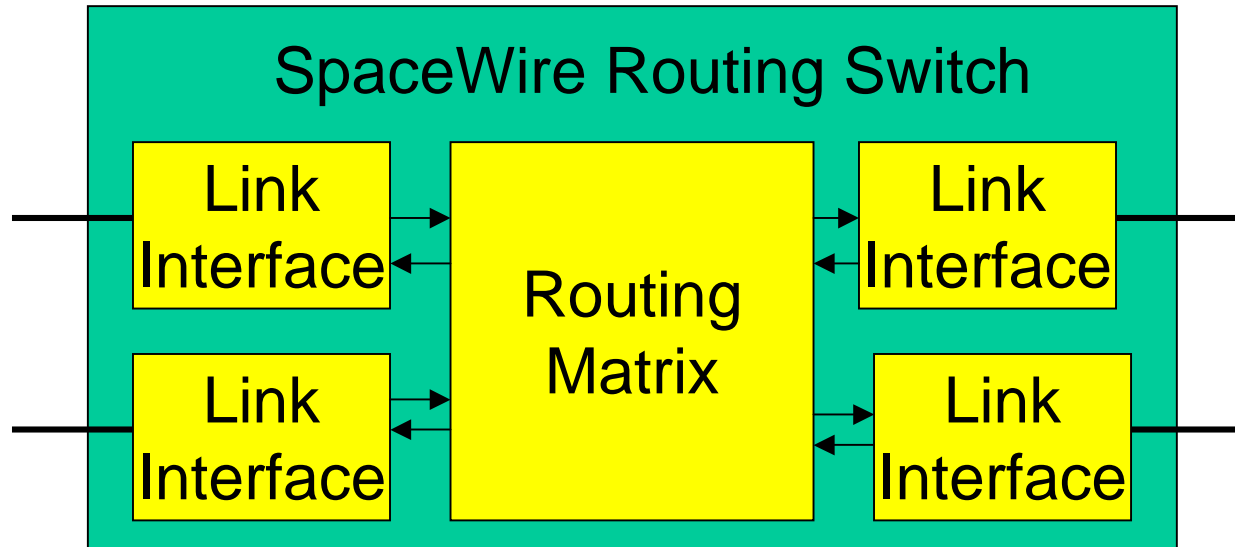 SpaceWire Routing Switch
Link
Interface
Link
Interface
Routing
Matrix
Link
Interface
Link
Interface